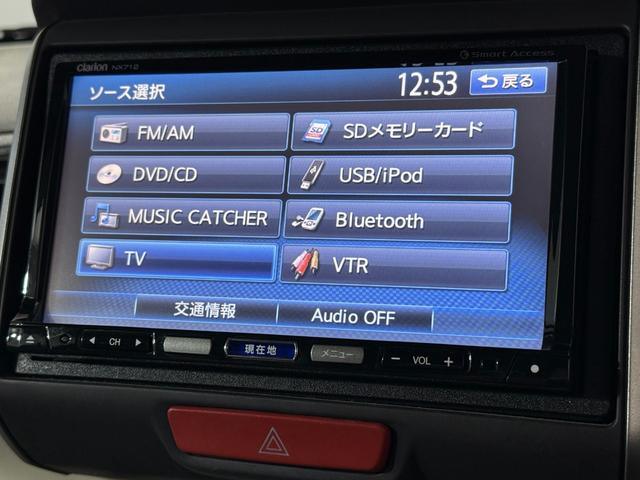 clarion NX712
Smart Access
ソース選択
12:53
戻る
FM/AM
SDメモリーカード
SD
DVD/CD
USB/iPod
MUSIC CATCHER
Bluetooth
TV
VTR
交通情報
Audio OFF
CH
現在地
メニュー
− VOL +